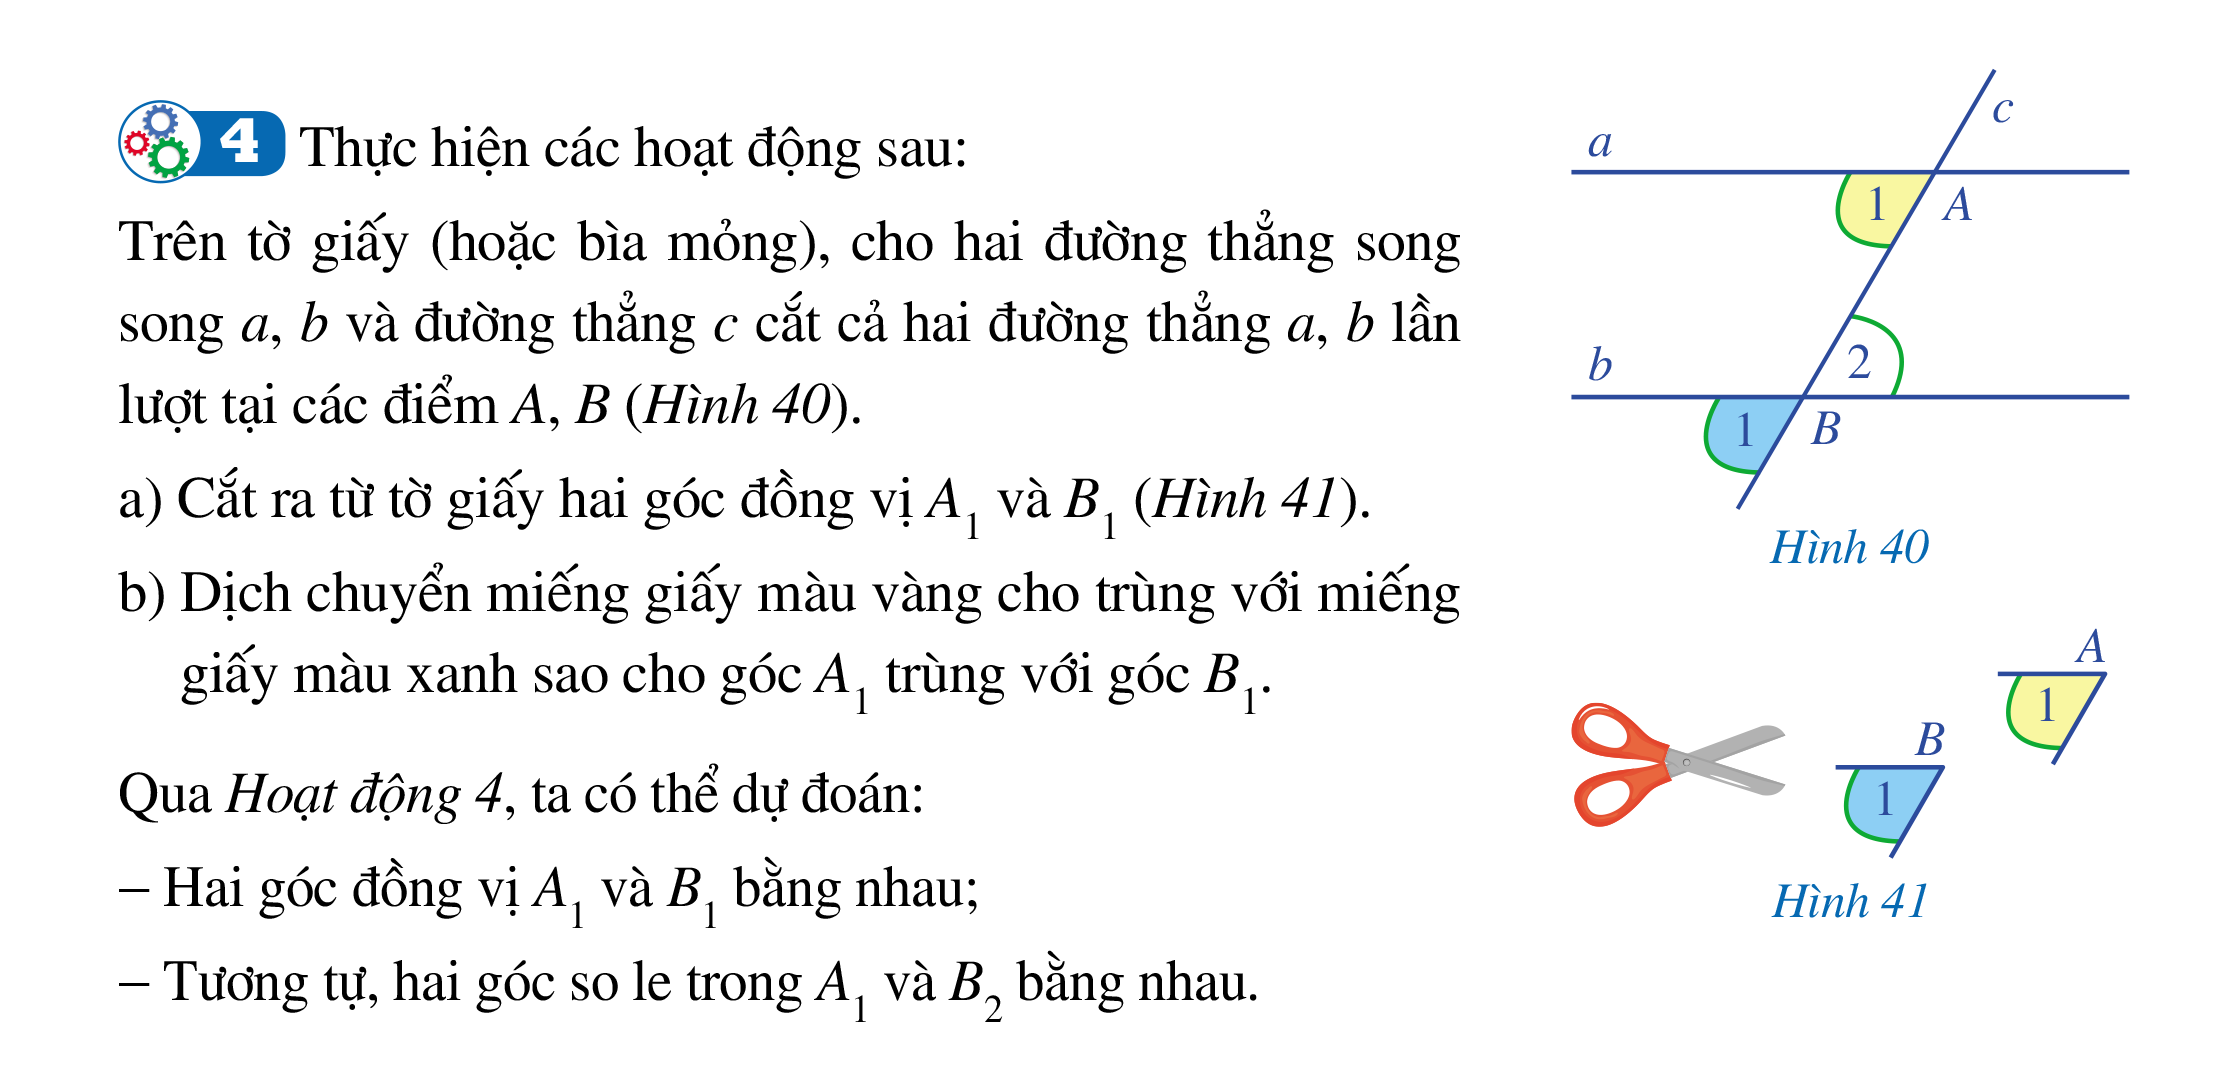 4 Thực hiện các hoạt động sau:
Trên tờ giấy (hoặc bìa mỏng), cho hai đường thẳng song
song a, b và đường thẳng c cắt cả hai đường thẳng a, b lần
lượt tại các điểm A, B (Hình 40).
a) Cắt ra từ tờ giấy hai góc đồng vị A₁ và B₁ (Hình 41).
b) Dịch chuyển miếng giấy màu vàng cho trùng với miếng
giấy màu xanh sao cho góc A₁ trùng với góc B₁.
Qua Hoạt động 4, ta có thể dự đoán:
– Hai góc đồng vị A₁ và B₁ bằng nhau;
– Tương tự, hai góc so le trong A₁ và B₂ bằng nhau.
c
a
1 A
2
b
1 B
Hình 40
A
1
B
1
Hình 41